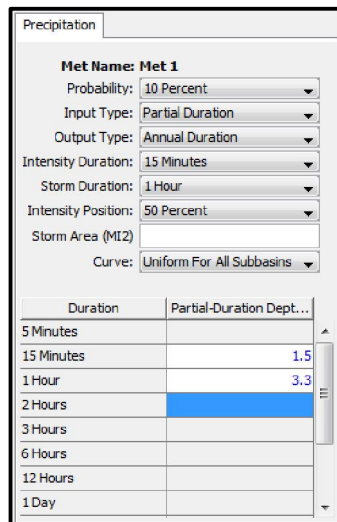 Precipitation
Met Name: Met 1
Probability: 10 Percent
Input Type: Partial Duration
Output Type: Annual Duration
Intensity Duration: 15 Minutes
Storm Duration: 1 Hour
Intensity Position: 50 Percent
Storm Area (MI2)
Curve: Uniform For All Subbasins
Duration Partial-Duration Dept...
5 Minutes
15 Minutes 1.5
1 Hour 3.3
2 Hours
3 Hours
6 Hours
12 Hours
1 Day